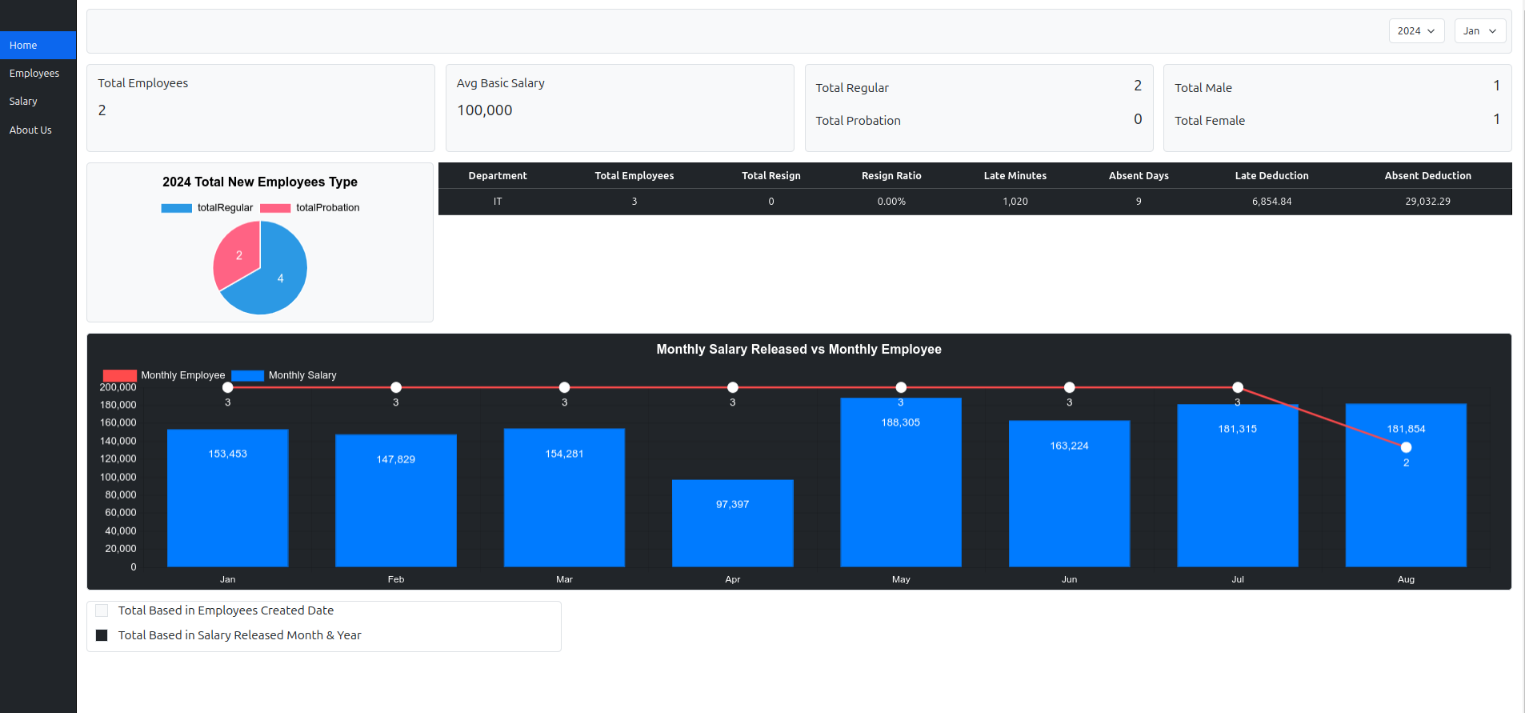 Home
Employees
Salary
About Us
2024 Jan
Total Employees
2
Avg Basic Salary
100,000
Total Regular 2
Total Probation 0
Total Male 1
Total Female 1
2024 Total New Employees Type
totalRegular totalProbation
2
4
Department Total Employees Total Resign Resign Ratio Late Minutes Absent Days Late Deduction Absent Deduction
IT 3 0 0.00% 1,020 9 6,854.84 29,032.29
Monthly Salary Released vs Monthly Employee
Monthly Employee Monthly Salary
200,000
180,000
160,000
140,000
120,000
100,000
80,000
60,000
40,000
20,000
0
3 3 3 3 3 3 3 2
153,453 147,829 154,281 97,397 188,305 163,224 181,315 181,854
Jan Feb Mar Apr May Jun Jul Aug
Total Based in Employees Created Date
Total Based in Salary Released Month & Year